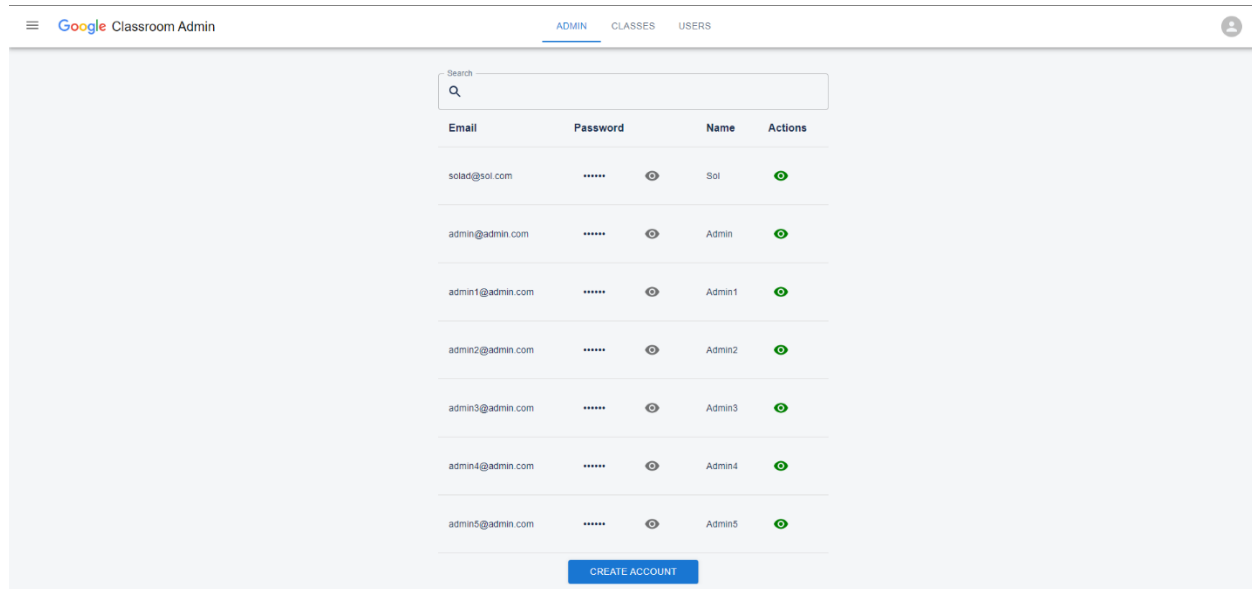 Google Classroom Admin ADMIN CLASSES USERS
Search
Email Password Name Actions
solad@sol.com •••••• Sol
admin@admin.com •••••• Admin
admin1@admin.com •••••• Admin1
admin2@admin.com •••••• Admin2
admin3@admin.com •••••• Admin3
admin4@admin.com •••••• Admin4
admin5@admin.com •••••• Admin5
CREATE ACCOUNT